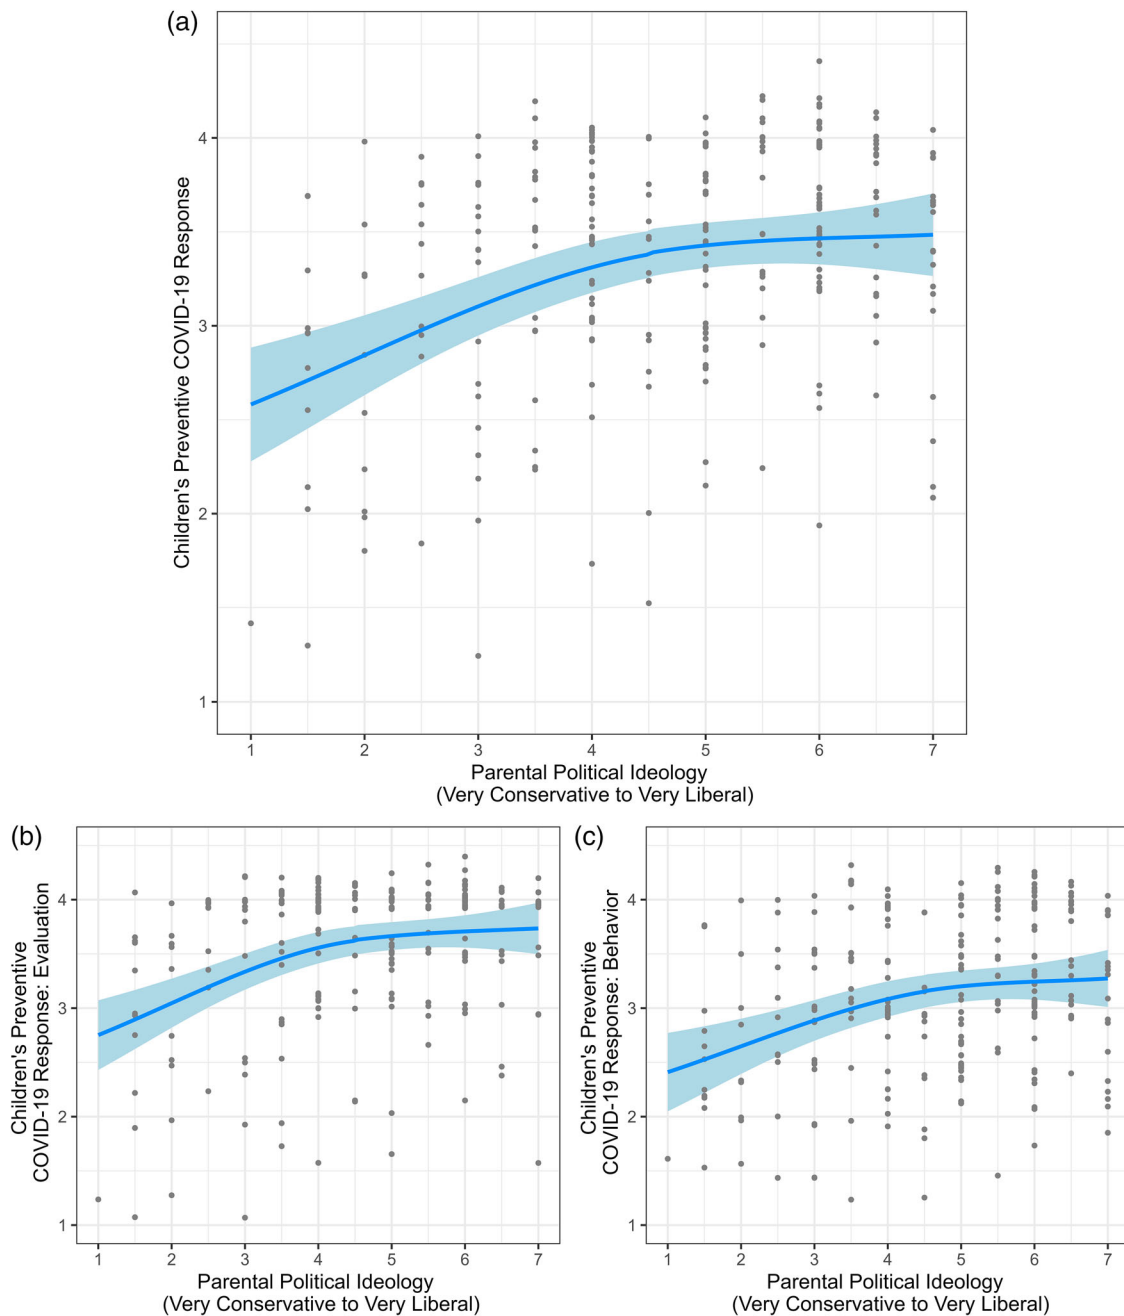 (a)
Children's Preventive COVID-19 Response
4
3
2
1
1 2 3 4 5 6 7
Parental Political Ideology
(Very Conservative to Very Liberal)
(b)
Children's Preventive
COVID-19 Response: Evaluation
4
3
2
1
1 2 3 4 5 6 7
Parental Political Ideology
(Very Conservative to Very Liberal)
(c)
Children's Preventive
COVID-19 Response: Behavior
4
3
2
1
1 2 3 4 5 6 7
Parental Political Ideology
(Very Conservative to Very Liberal)